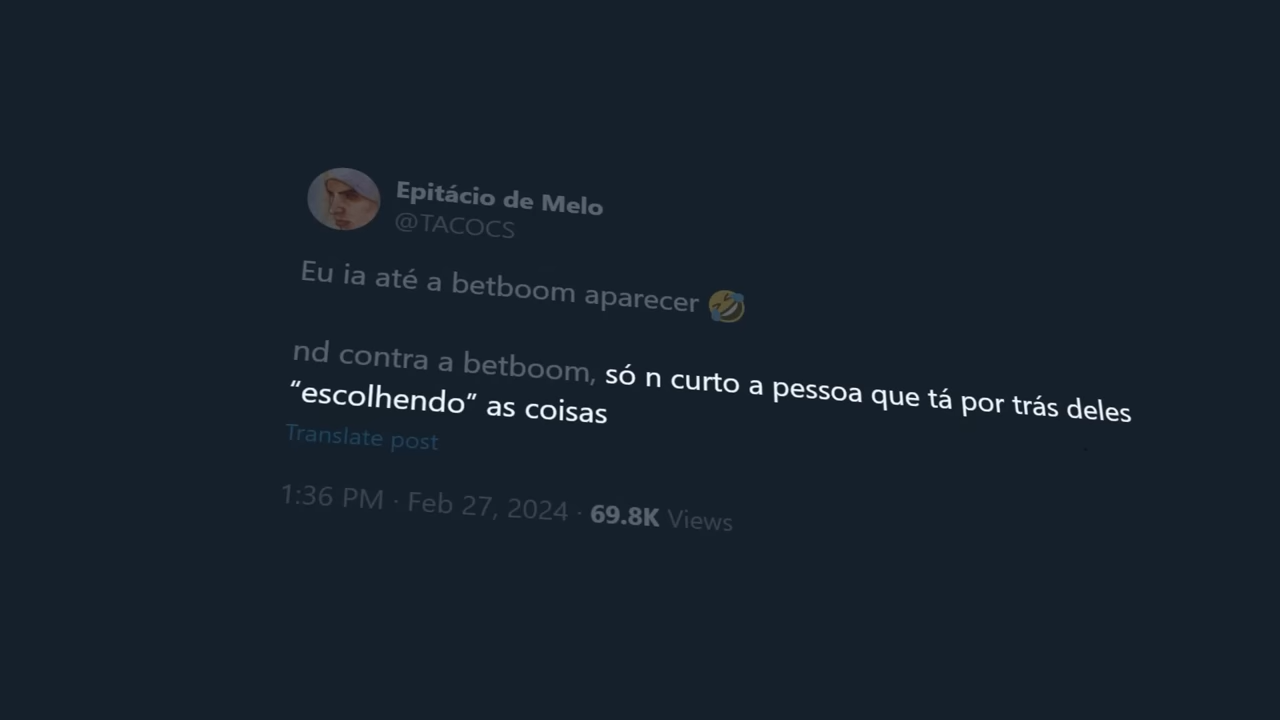 Epitácio de Melo
@TACOCS
Eu ia até a betboom aparecer 🤣
nd contra a betboom, só n curto a pessoa que tá por trás deles
“escolhendo” as coisas
Translate post
1:36 PM · Feb 27, 2024 · 69.8K Views